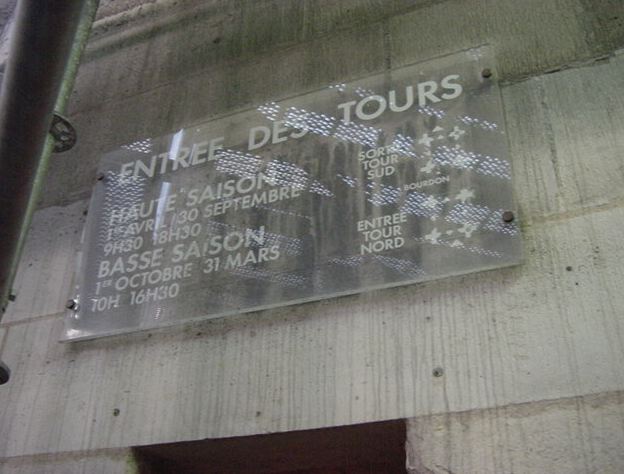 ENTREE DES TOURS
HAUTE SAISON
1ER AVRIL/30 SEPTEMBRE
9H30 18H30
BASSE SAISON
1ER OCTOBRE 31 MARS
10H 16H30
SORTIE
TOUR
SUD
BOURDON
ENTREE
TOUR
NORD